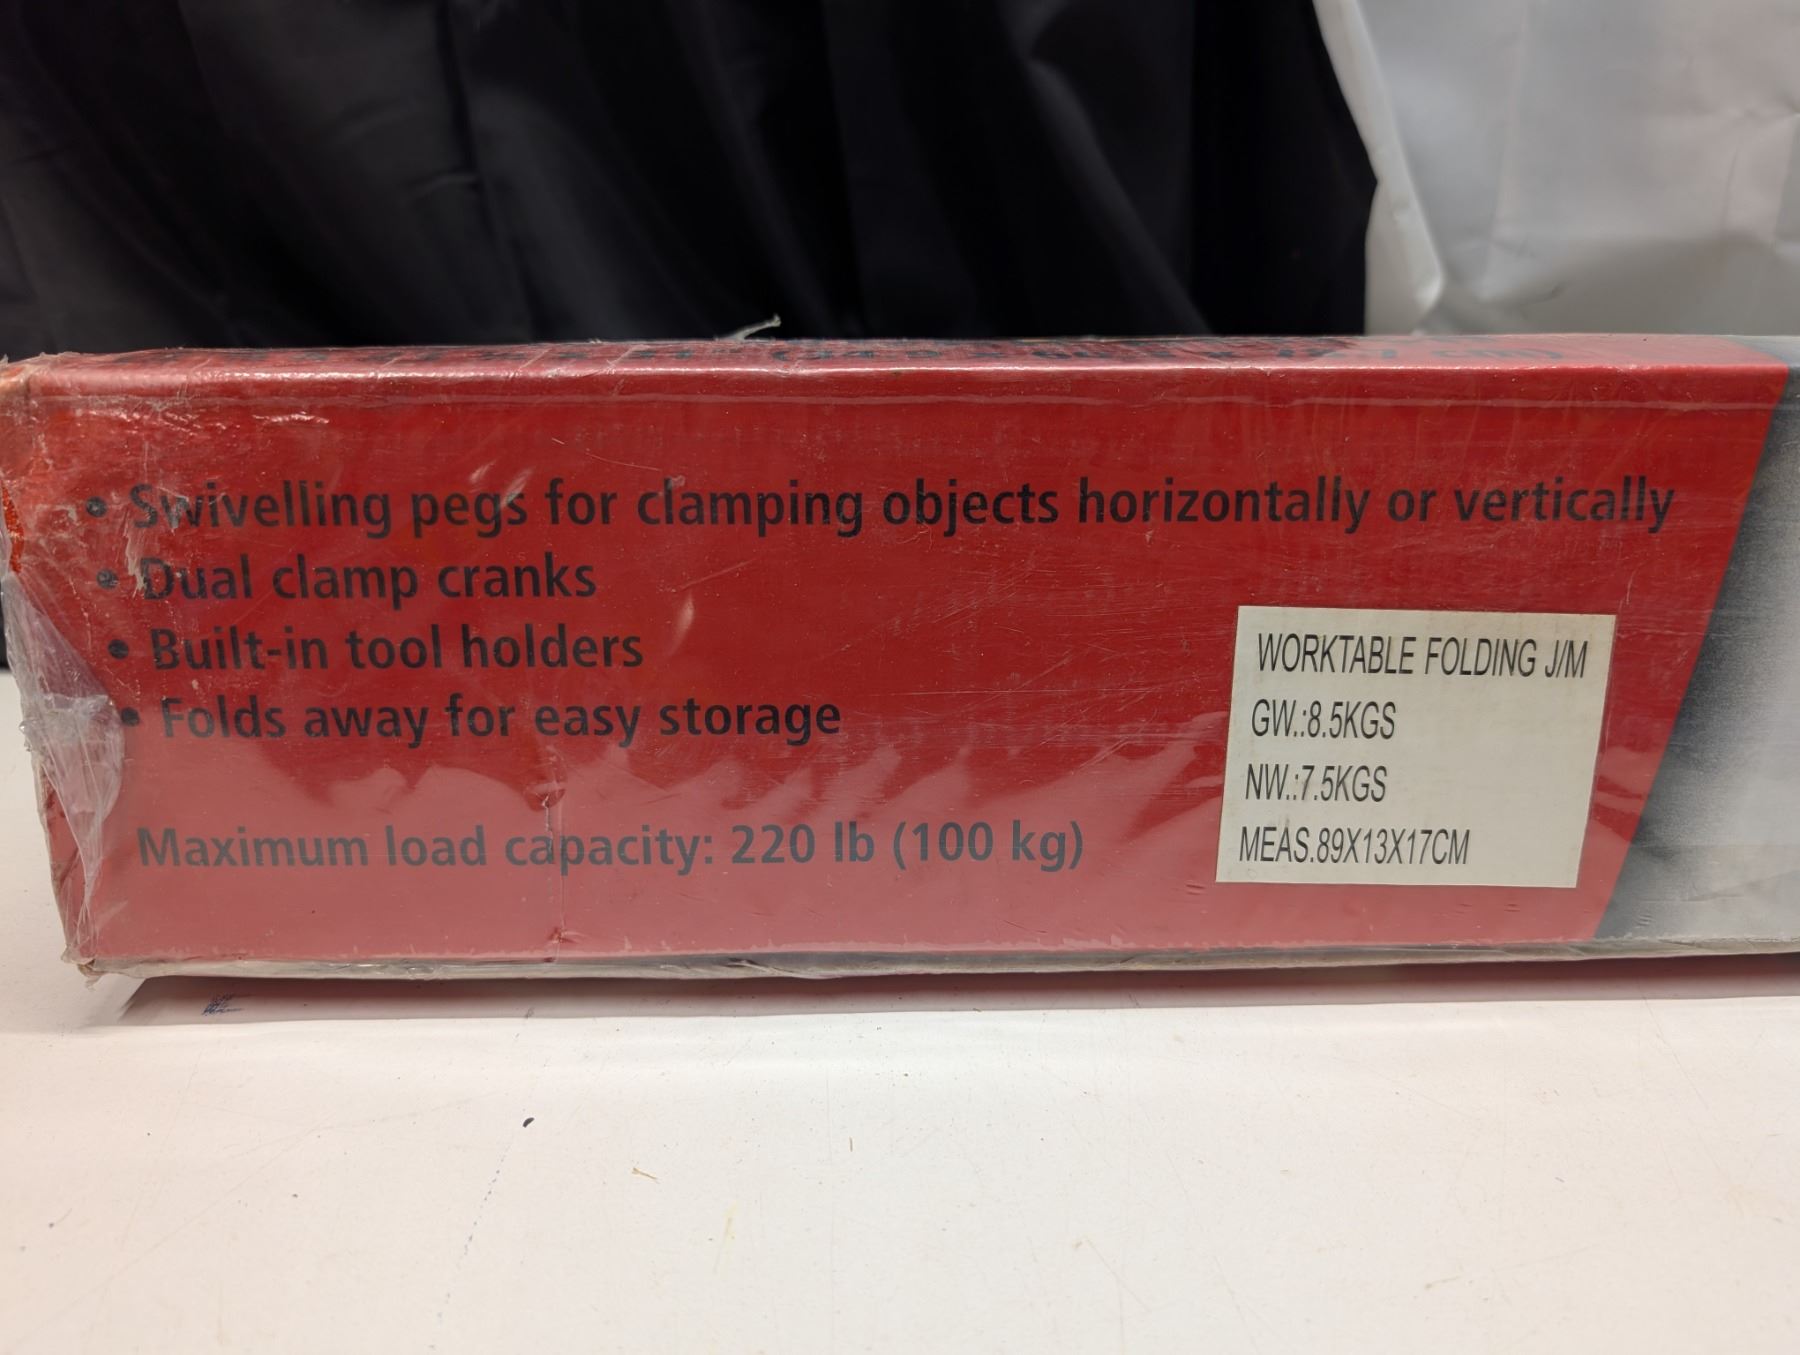 • Swivelling pegs for clamping objects horizontally or vertically
• Dual clamp cranks
• Built-in tool holders
• Folds away for easy storage
Maximum load capacity: 220 lb (100 kg)
WORKTABLE FOLDING J/M
GW.:8.5KGS
NW.:7.5KGS
MEAS.89X13X17CM